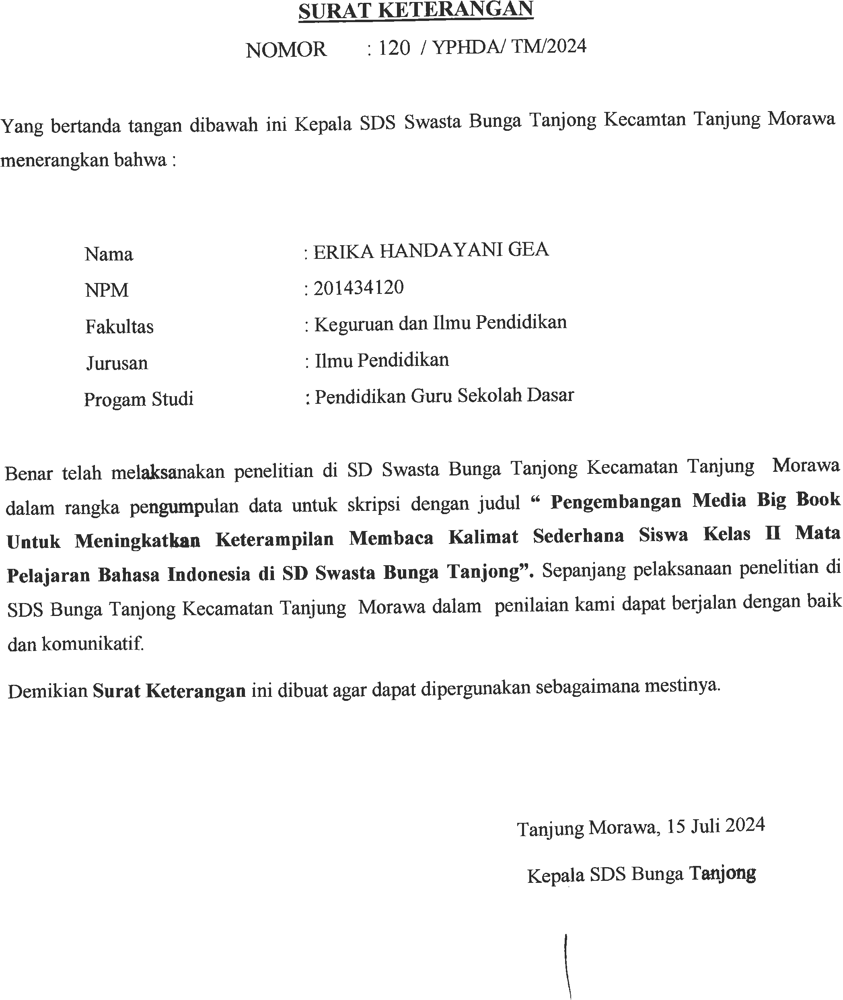 SURAT KETERANGAN
NOMOR : 120 / YPHDA/ TM/2024
Yang bertanda tangan dibawah ini Kepala SDS Swasta Bunga Tanjong Kecamtan Tanjung Morawa
menerangkan bahwa :
Nama : ERIKA HANDAYANI GEA
NPM : 201434120
Fakultas : Keguruan dan Ilmu Pendidikan
Jurusan : Ilmu Pendidikan
Progam Studi : Pendidikan Guru Sekolah Dasar
Benar telah melaksanakan penelitian di SD Swasta Bunga Tanjong Kecamatan Tanjung Morawa
dalam rangka pengumpulan data untuk skripsi dengan judul “ Pengembangan Media Big Book
Untuk Meningkatkan Keterampilan Membaca Kalimat Sederhana Siswa Kelas II Mata
Pelajaran Bahasa Indonesia di SD Swasta Bunga Tanjong”. Sepanjang pelaksanaan penelitian di
SDS Bunga Tanjong Kecamatan Tanjung Morawa dalam penilaian kami dapat berjalan dengan baik
dan komunikatif.
Demikian Surat Keterangan ini dibuat agar dapat dipergunakan sebagaimana mestinya.
Tanjung Morawa, 15 Juli 2024
Kepala SDS Bunga Tanjong